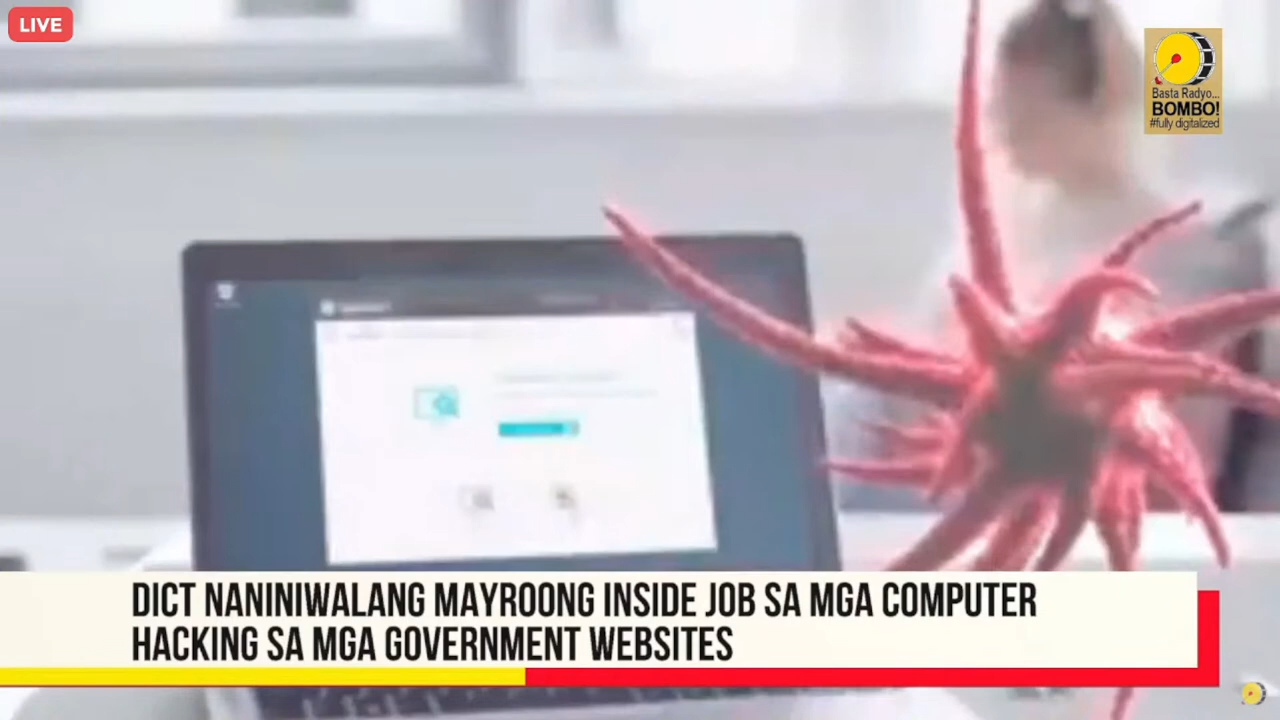 LIVE
Basta Radyo...
BOMBO!
#fully digitalized
DICT NANINIWALANG MAYROONG INSIDE JOB SA MGA COMPUTER
HACKING SA MGA GOVERNMENT WEBSITES